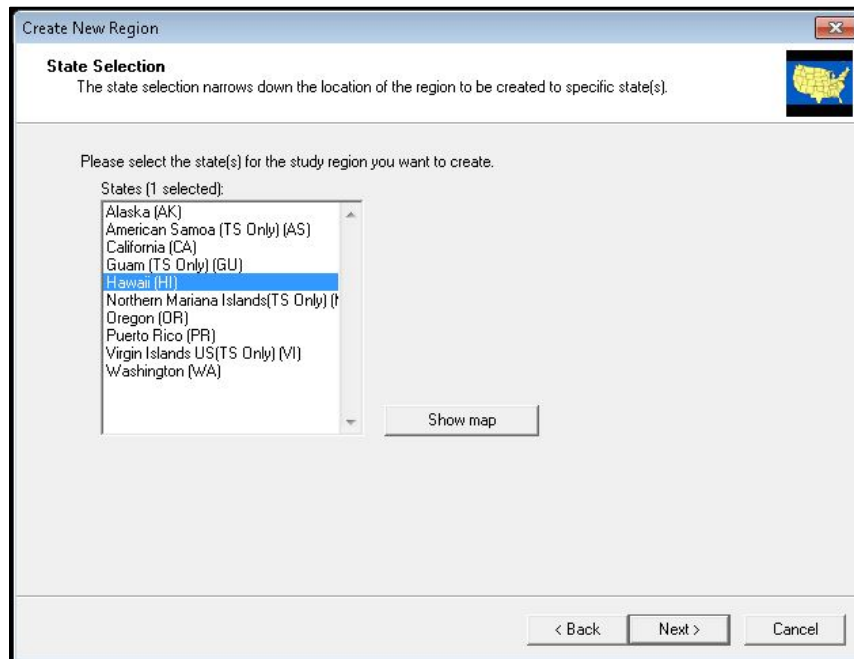 Create New Region
State Selection
The state selection narrows down the location of the region to be created to specific state(s).
Please select the state(s) for the study region you want to create.
States (1 selected):
Alaska (AK)
American Samoa (TS Only) (AS)
California (CA)
Guam (TS Only) (GU)
Hawaii (HI)
Northern Mariana Islands(TS Only) (
Oregon (OR)
Puerto Rico (PR)
Virgin Islands US(TS Only) (VI)
Washington (WA)
Show map
< Back Next > Cancel